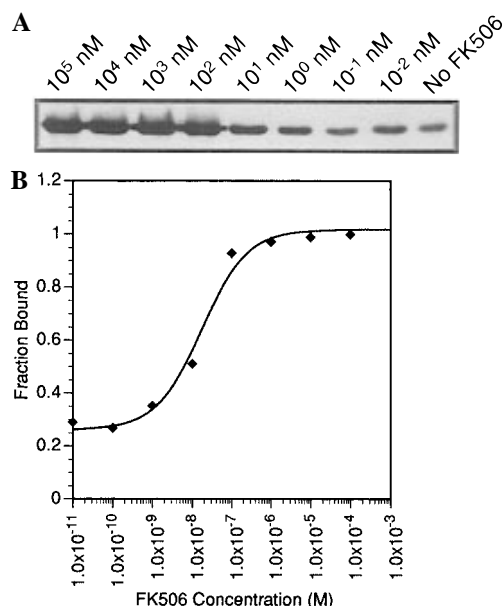 A
10⁵ nM
10⁴ nM
10³ nM
10² nM
10¹ nM
10⁰ nM
10⁻¹ nM
10⁻² nM
No FK506
B
1.2
1
0.8
0.6
0.4
0.2
0
Fraction Bound
1.0x10⁻¹¹
1.0x10⁻¹⁰
1.0x10⁻⁹
1.0x10⁻⁸
1.0x10⁻⁷
1.0x10⁻⁶
1.0x10⁻⁵
1.0x10⁻⁴
1.0x10⁻³
FK506 Concentration (M)